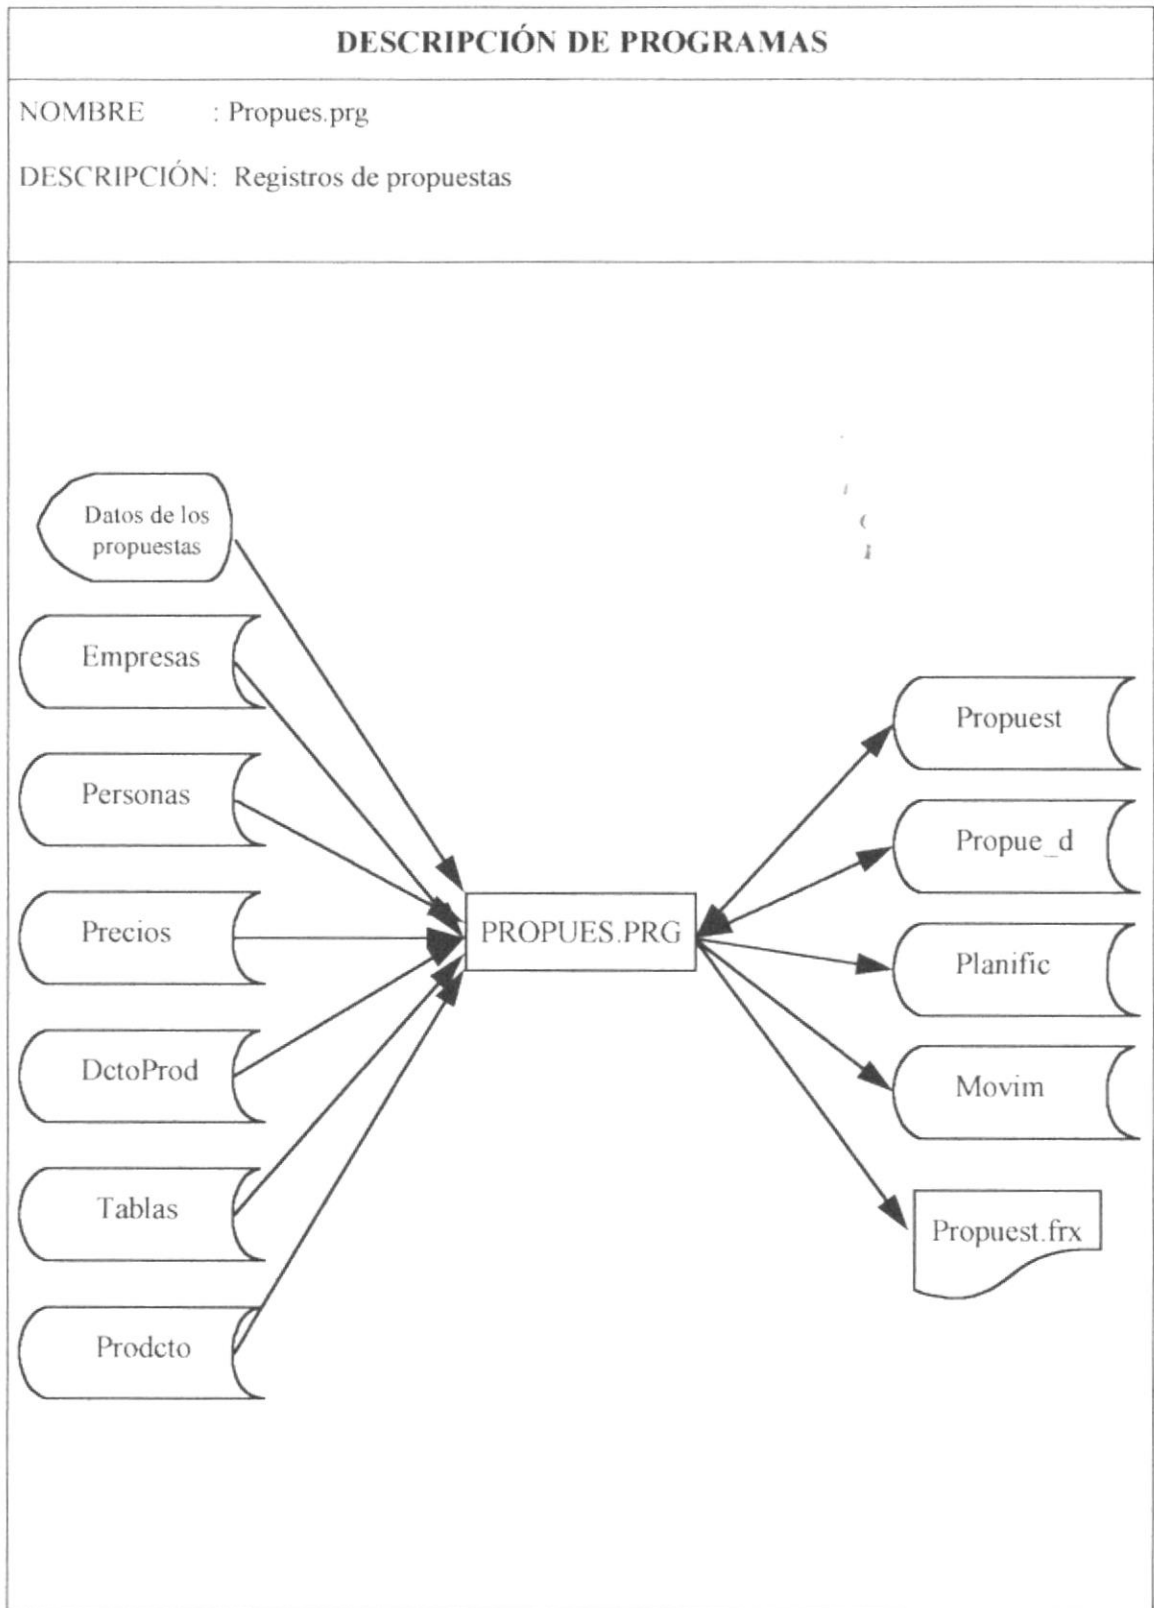 DESCRIPCIÓN DE PROGRAMAS
NOMBRE : Propues.prg
DESCRIPCIÓN: Registros de propuestas
Datos de los
propuestas
Empresas
Personas
Precios
DctoProd
Tablas
Prodcto
PROPUES.PRG
Propuest
Propue_d
Planific
Movim
Propuest.frx